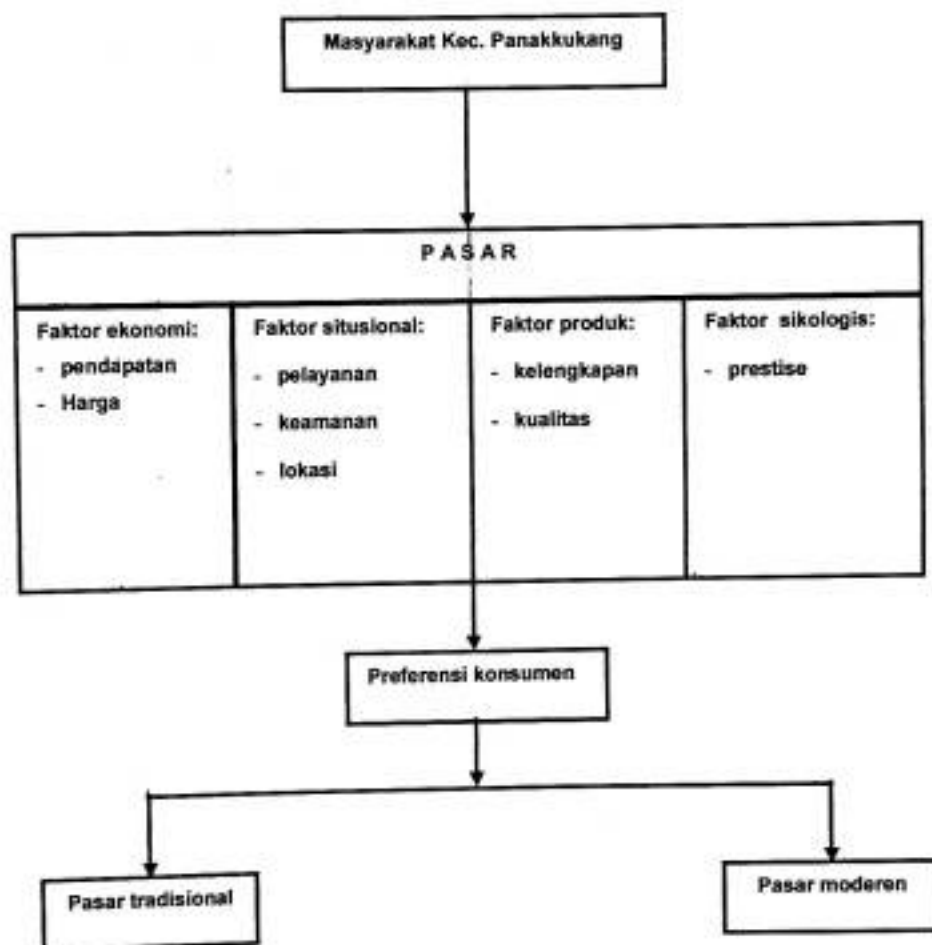 Masyarakat Kec. Panakkukang
P A S A R
Faktor ekonomi:
- pendapatan
- Harga
Faktor situsional:
- pelayanan
- keamanan
- lokasi
Faktor produk:
- kelengkapan
- kualitas
Faktor sikologis:
- prestise
Preferensi konsumen
Pasar tradisional
Pasar moderen